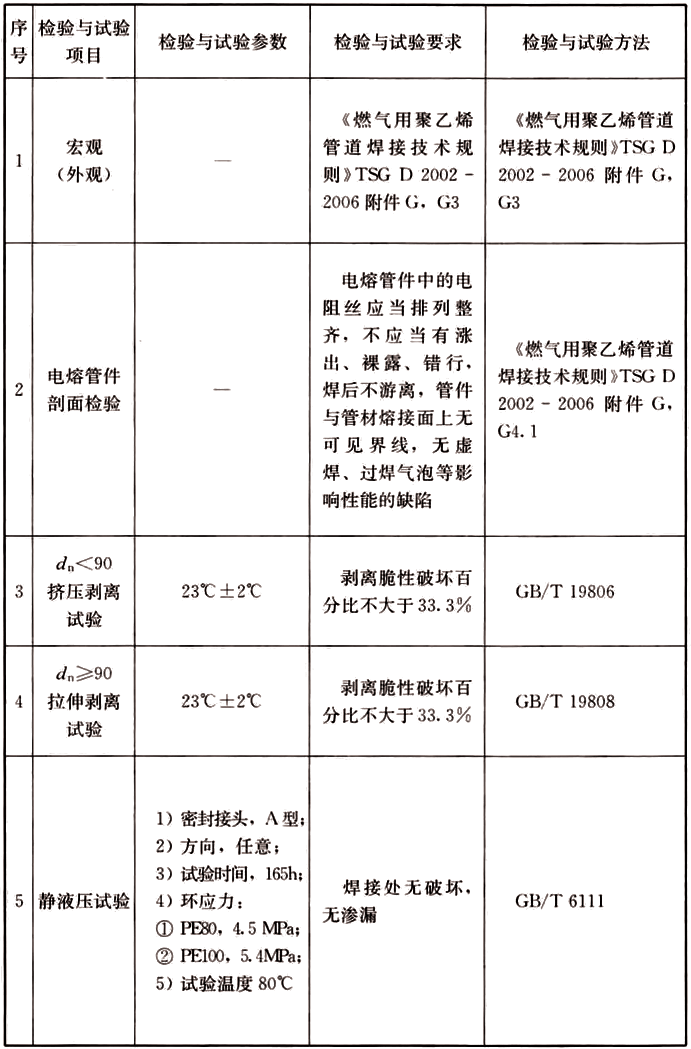 序号
检验与试验
项目
检验与试验参数
检验与试验要求
检验与试验方法
1
宏观
（外观）
—
《燃气用聚乙烯
管道焊接技术规
则》TSG D 2002－
2006 附件 G，G3
《燃气用聚乙烯管道
焊接技术规则》TSG D
2002－2006 附件 G，
G3
2
电熔管件
剖面检验
—
电熔管件中的电
阻丝应当排列整
齐，不应当有涨
出、裸露、错行，
焊后不游离，管件
与管材熔接面上无
可见界线，无虚
焊、过焊气泡等影
响性能的缺陷
《燃气用聚乙烯管道
焊接技术规则》TSG D
2002－2006 附件 G，
G4.1
3
dn＜90
挤压剥离
试验
23℃±2℃
剥离脆性破坏百
分比不大于 33.3％
GB/T 19806
4
dn≥90
拉伸剥离
试验
23℃±2℃
剥离脆性破坏百
分比不大于 33.3％
GB/T 19808
5
静液压试验
1）密封接头，A 型；
2）方向，任意；
3）试验时间，165h；
4）环应力：
① PE80，4.5 MPa；
② PE100，5.4MPa；
5）试验温度 80℃
焊接处无破坏，
无渗漏
GB/T 6111